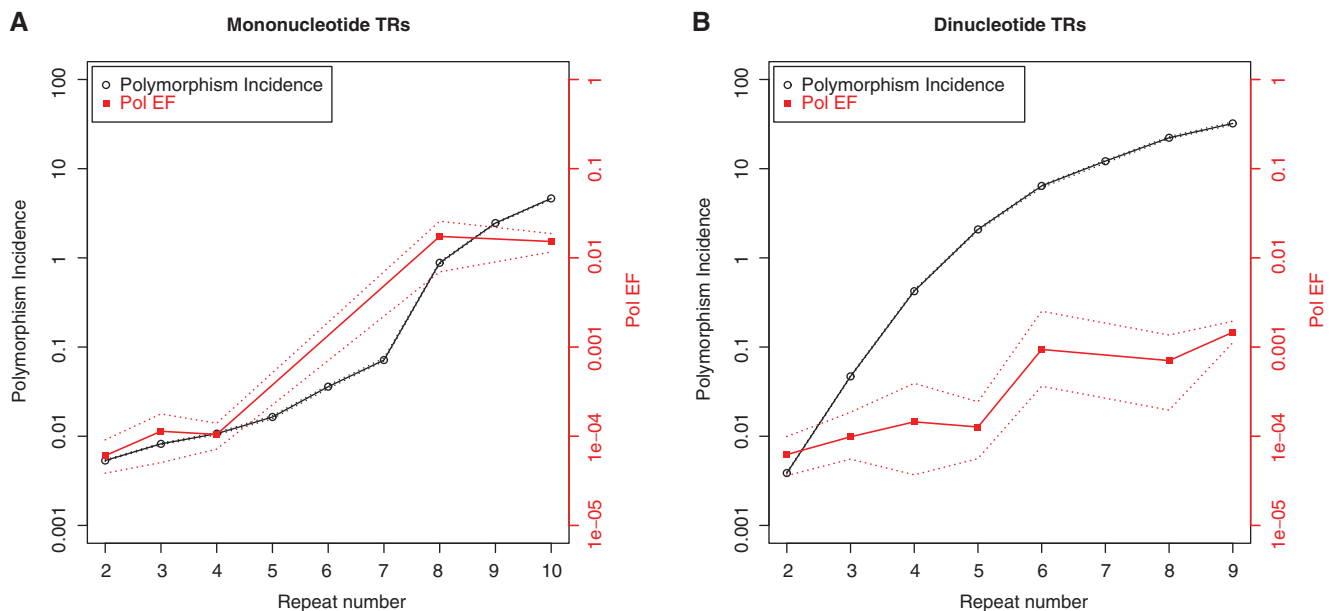 A
Mononucleotide TRs
Polymorphism Incidence
Pol EF
100
10
1
0.1
0.01
0.001
Polymorphism Incidence
1
0.1
0.01
0.001
1e−04
1e−05
Pol EF
2 3 4 5 6 7 8 9 10
Repeat number
B
Dinucleotide TRs
Polymorphism Incidence
Pol EF
100
10
1
0.1
0.01
0.001
Polymorphism Incidence
1
0.1
0.01
0.001
1e−04
1e−05
Pol EF
2 3 4 5 6 7 8 9
Repeat number